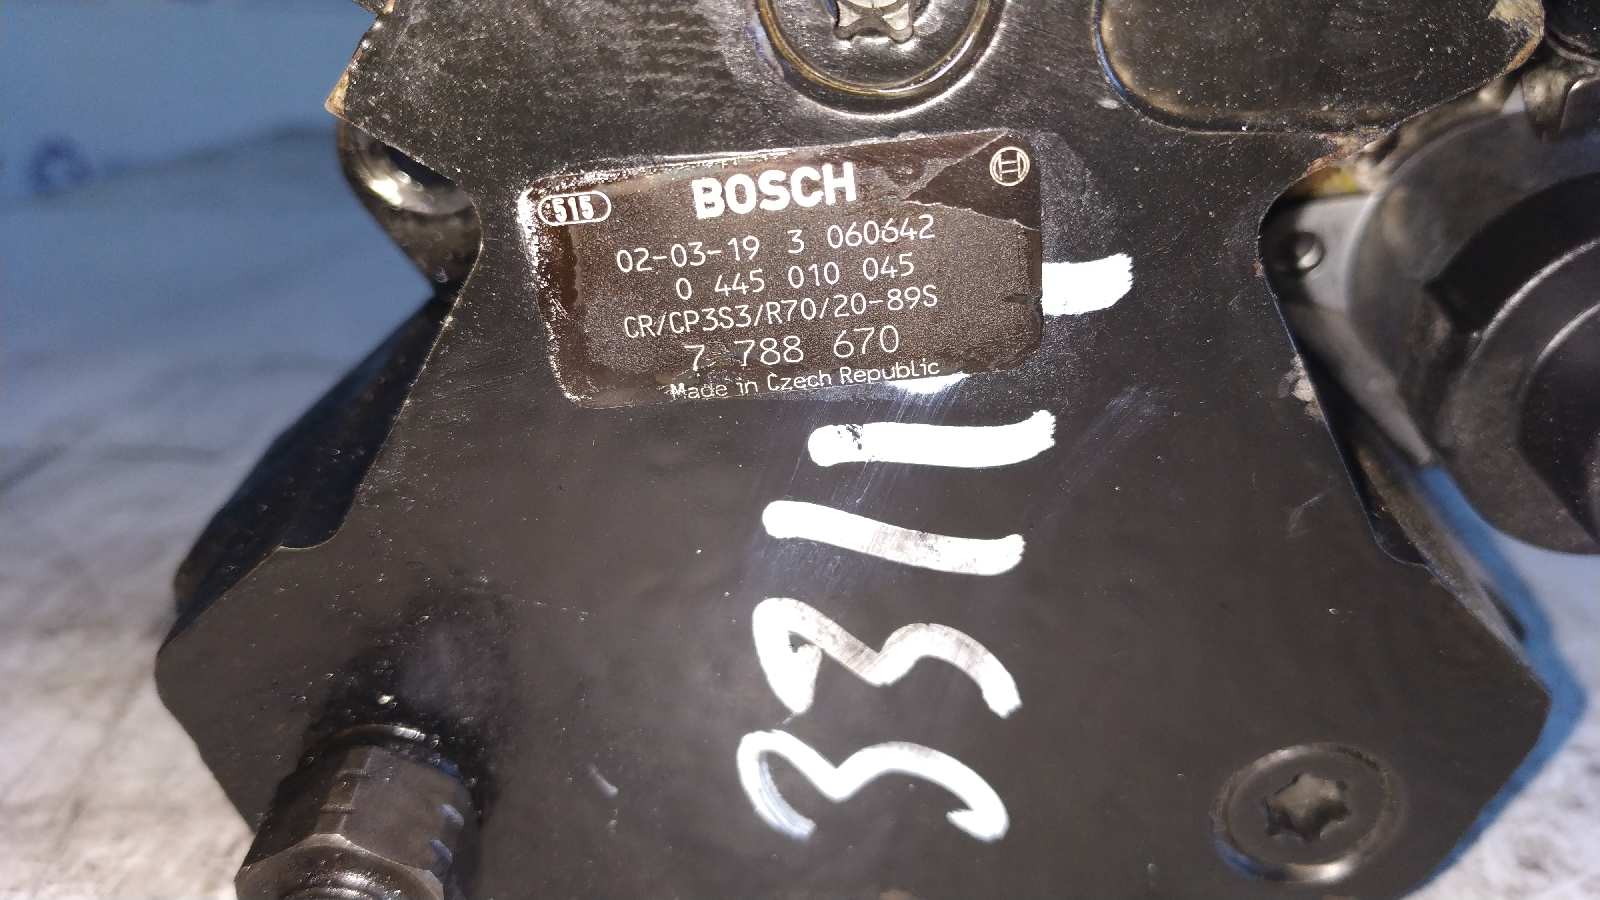 515
BOSCH
02-03-19 3 060642
0 445 010 045
CR/CP3S3/R70/20-89S
7 788 670
Made in Czech Republic
3311